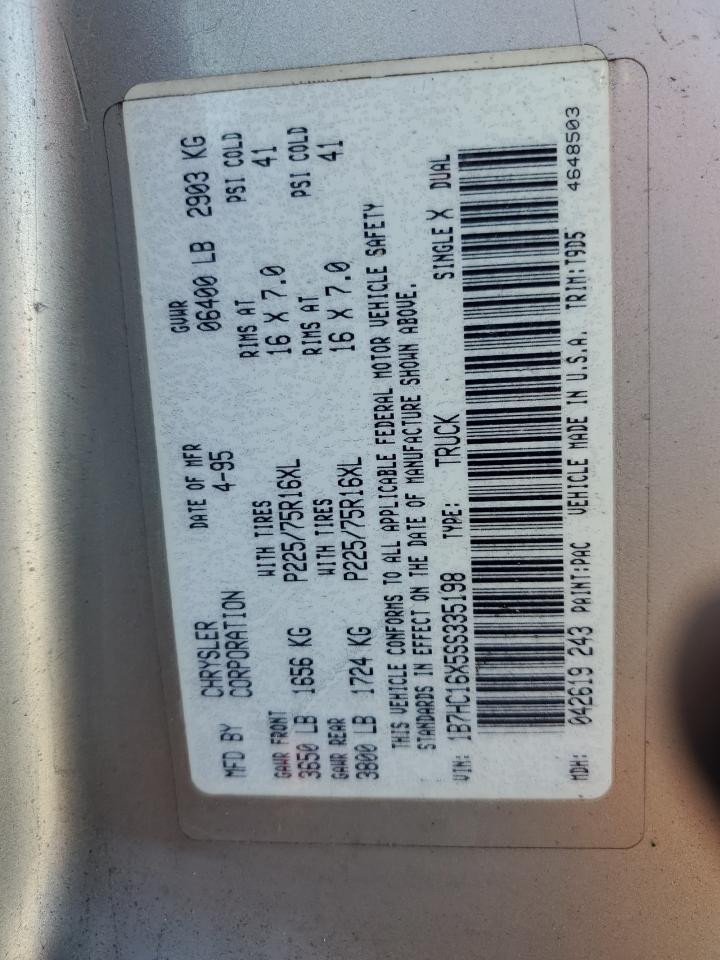 MFD BY CHRYSLER CORPORATION DATE OF MFR 4-95 GVWR 06400 LB 2903 KG
GAWR FRONT WITH TIRES RIMS AT PSI COLD
3650 LB 1656 KG P225/75R16XL 16 X 7.0 41
GAWR REAR WITH TIRES RIMS AT PSI COLD
3800 LB 1724 KG P225/75R16XL 16 X 7.0 41
THIS VEHICLE CONFORMS TO ALL APPLICABLE FEDERAL MOTOR VEHICLE SAFETY
STANDARDS IN EFFECT ON THE DATE OF MANUFACTURE SHOWN ABOVE.
VIN: 1B7HC16X5SS335198 TYPE: TRUCK SINGLE X DUAL
MDH: 042619 243 PAINT:PAC VEHICLE MADE IN U.S.A. TRIM:T9D5 4648503